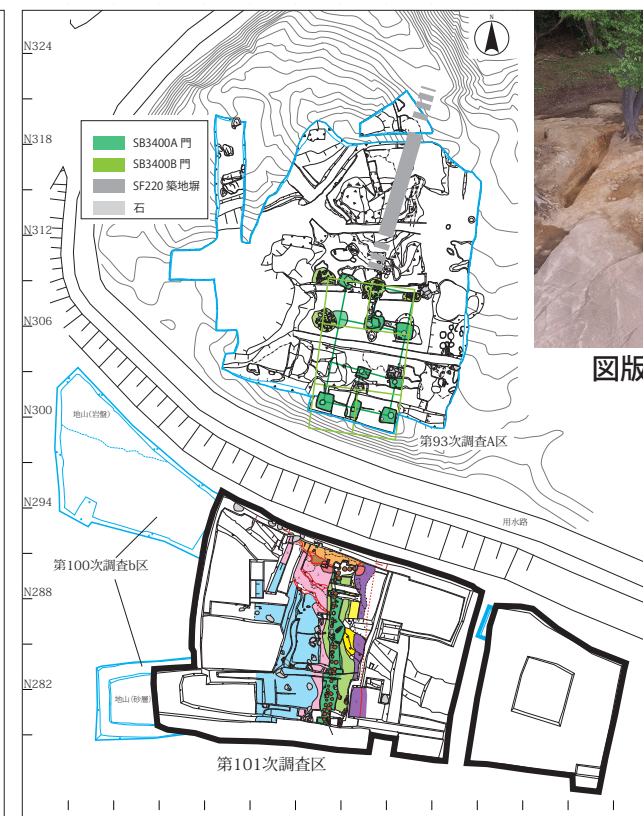 N324
N
N318
SB3400A 門
SB3400B 門
SF220 築地塀
石
N312
N306
図版
N300
地山(岩盤)
第93次調査A区
N294
用水路
第100次調査b区
N288
N282
地山(砂層)
第101次調査区